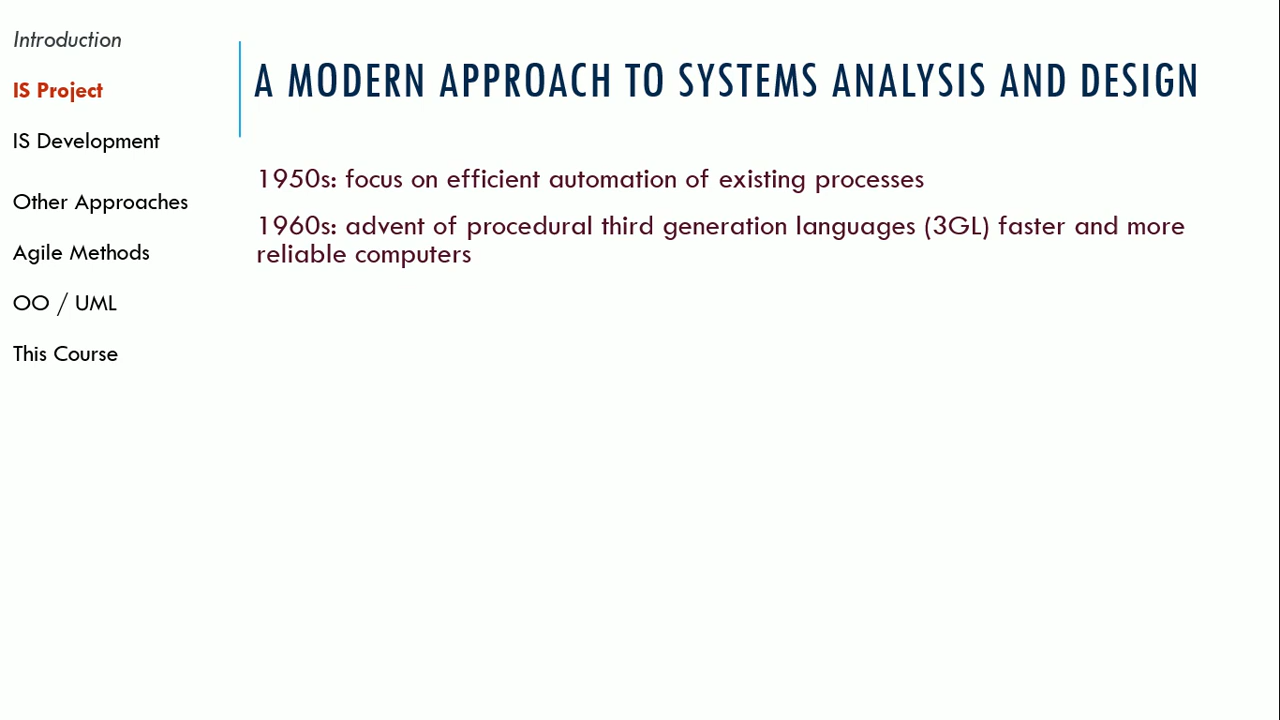 Introduction
IS Project
IS Development
Other Approaches
Agile Methods
OO / UML
This Course
A MODERN APPROACH TO SYSTEMS ANALYSIS AND DESIGN
1950s: focus on efficient automation of existing processes
1960s: advent of procedural third generation languages (3GL) faster and more
reliable computers